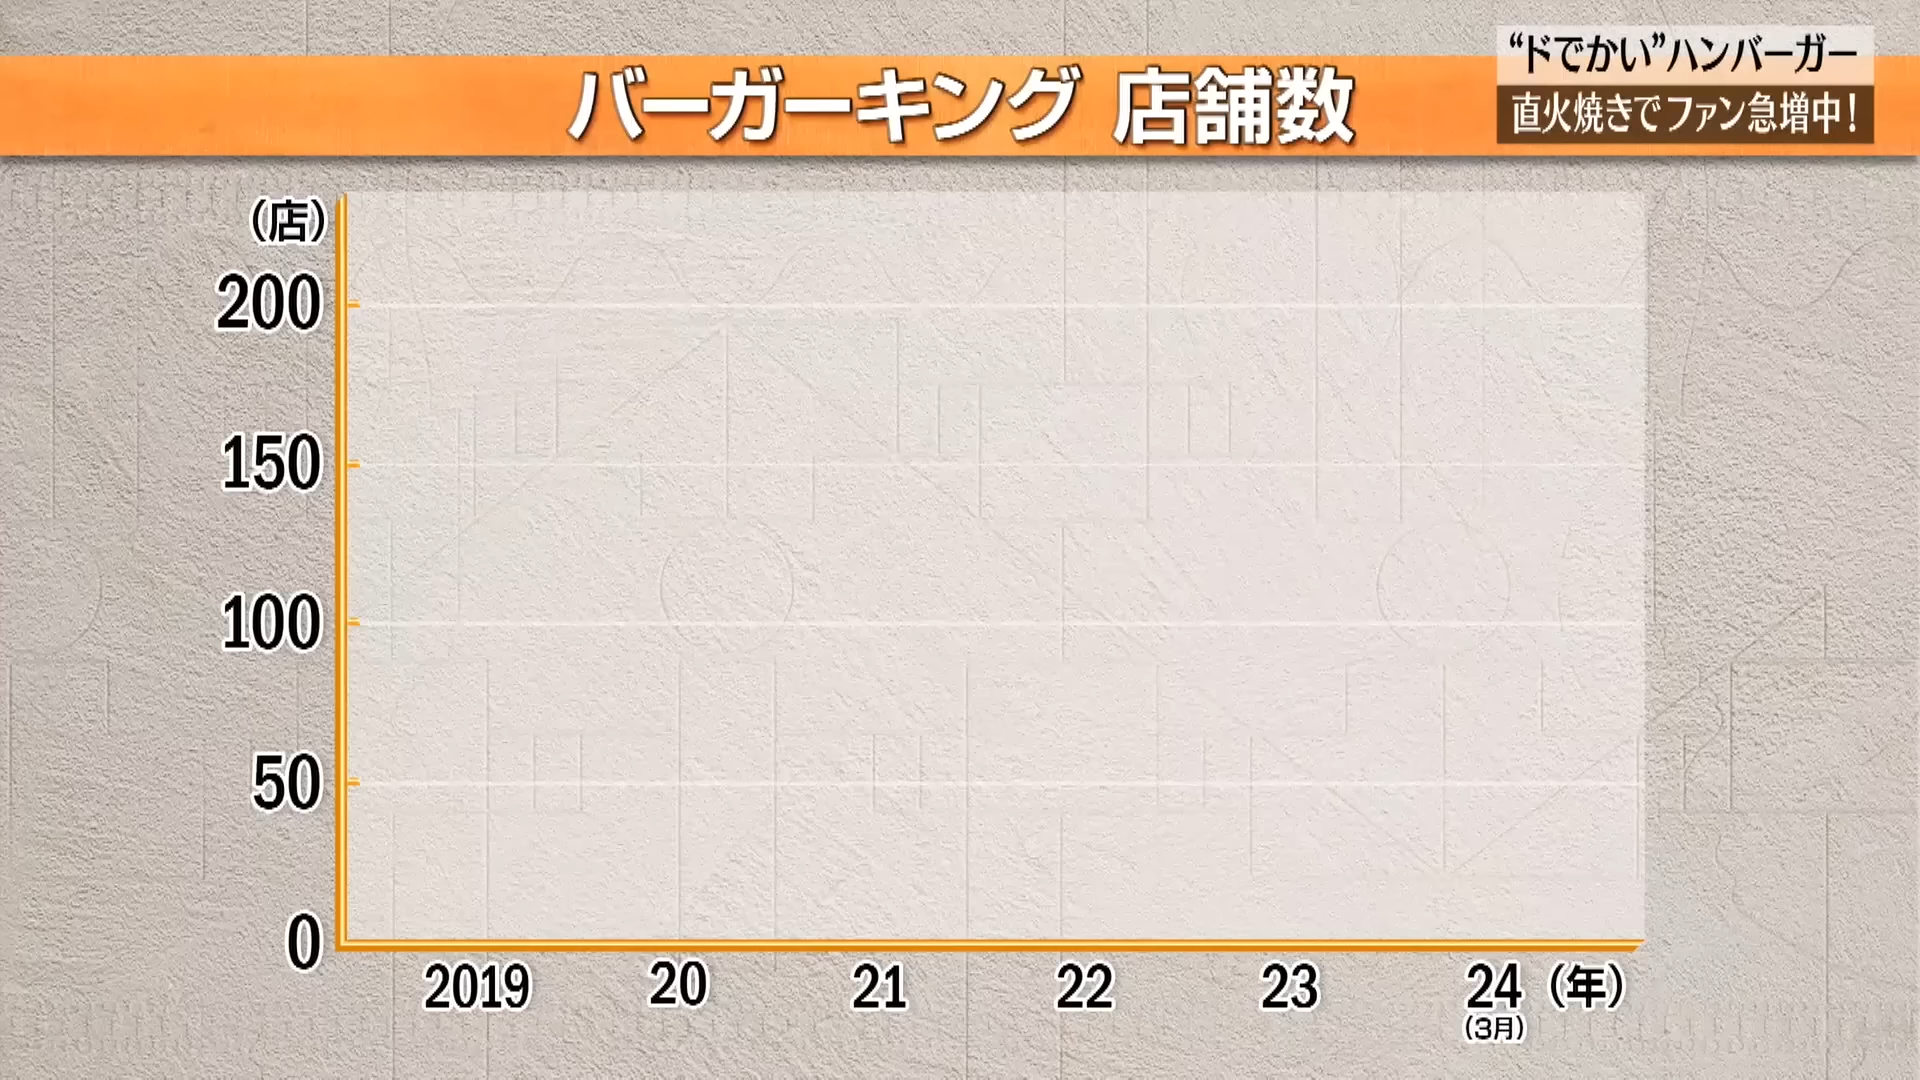 “ドでかい”ハンバーガー
直火焼きでファン急増中！
バーガーキング 店舗数
（店）
200
150
100
50
0
2019 20 21 22 23 24（年）
（3月）